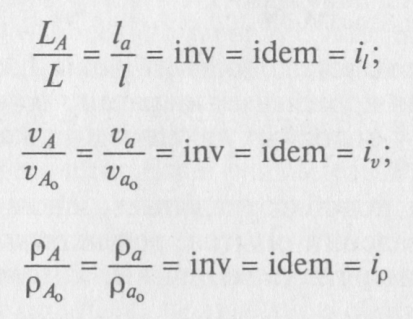 L_A / L = l_a / l = inv = idem = i_l;
v_A / v_{A_o} = v_a / v_{a_o} = inv = idem = i_v;
ρ_A / ρ_{A_o} = ρ_a / ρ_{a_o} = inv = idem = i_ρ